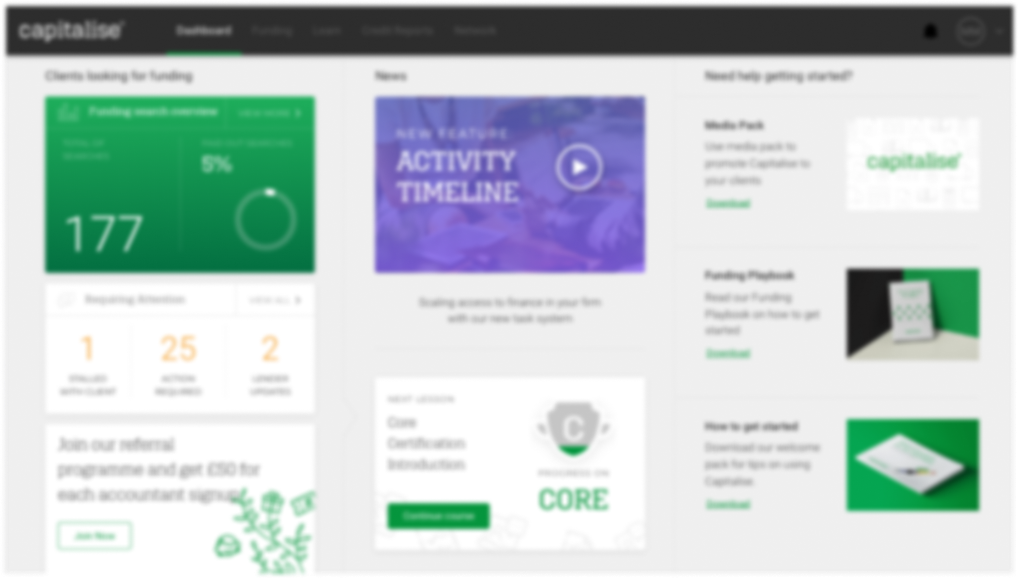 capitalise
Dashboard
Funding
Learn
Credit Reports
Network
Clients looking for funding
Funding search overview
VIEW MORE
TOTAL OF
SEARCHES
177
5%
Requiring Attention
VIEW ALL
1
STALLED
WITH CLIENT
25
ACTION
REQUIRED
2
LENDER
UPDATES
Join our referral
programme and get £50 for
each accountant signup
Join Now
News
NEW FEATURE:
ACTIVITY
TIMELINE
Scaling access to finance in your firm
with our new task system
NEXT LESSON
Core
Certification
Introduction
Continue course
C
PROGRESS ON
CORE
Need help getting started?
Media Pack
Use media pack to
promote Capitalise to
your clients
Download
capitalise
Funding Playbook
Read our Funding
Playbook on how to get
started
Download
How to get started
Download our welcome
pack for tips on using
Capitalise.
Download